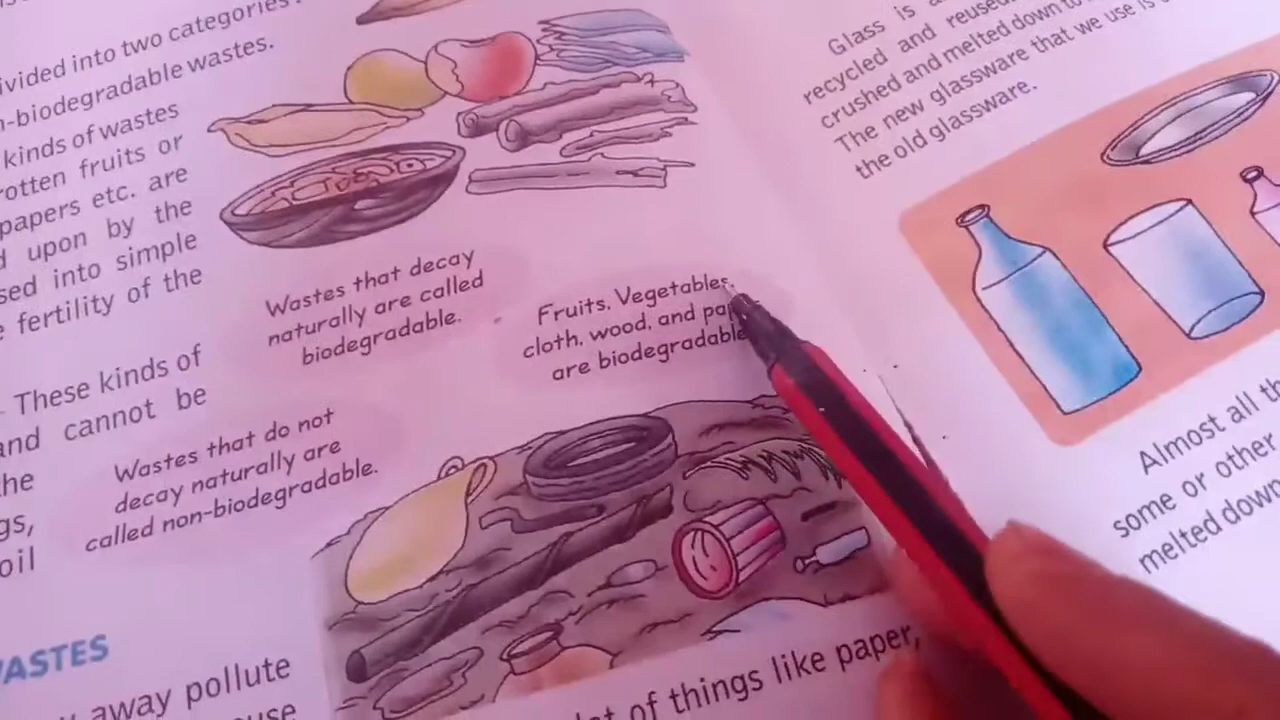 ivided into two categories
n-biodegradable wastes.
kinds of wastes
rotten fruits or
papers etc. are
upon by the
sed into simple
fertility of the
These kinds of
and cannot be
the
gs,
oil
WASTES
away pollute
Wastes that decay
naturally are called
biodegradable.
Fruits. Vegetables,
cloth, wood, and
are biodegradable
Wastes that do not
decay naturally are
called non-biodegradable.
of things like paper,
Glass is
recycled and reused
crushed and melted down to
The new glassware that we use is
the old glassware.
Almost all th
some or other
melted down